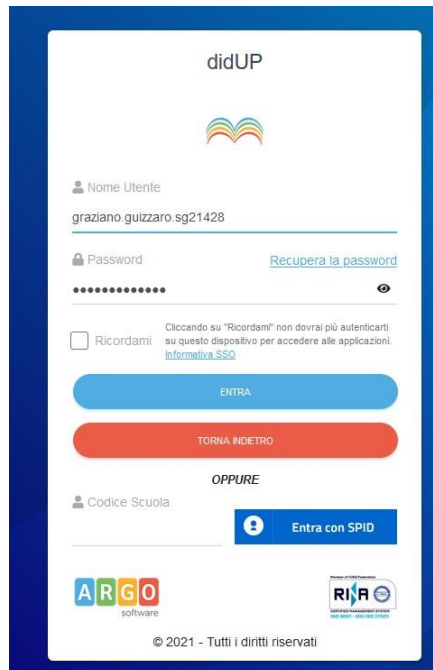 didUP
Nome Utente
graziano.guizzaro.sg21428
Password
Recupera la password
•••••••••••••
Ricordami
Cliccando su "Ricordami" non dovrai più autenticarti
su questo dispositivo per accedere alle applicazioni.
Informativa SSO
ENTRA
TORNA INDIETRO
OPPURE
Codice Scuola
Entra con SPID
ARGO
software
RINA
© 2021 - Tutti i diritti riservati